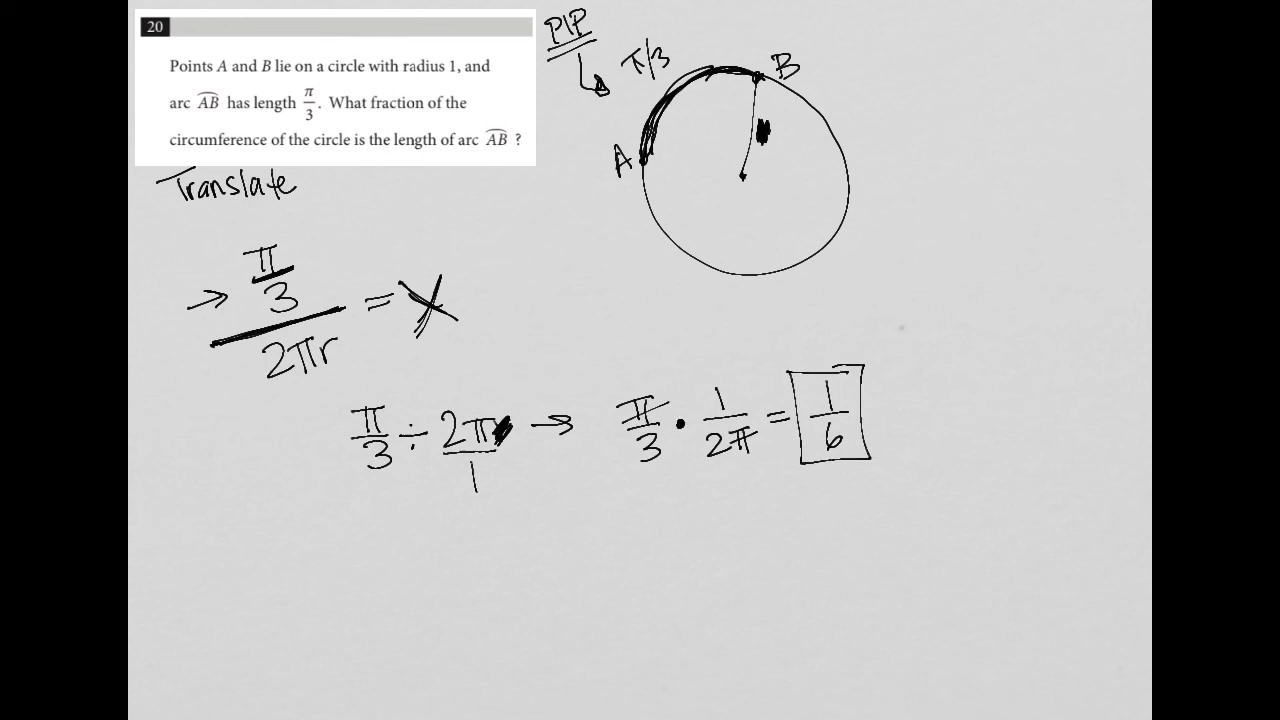 20
Points A and B lie on a circle with radius 1, and
arc AB has length π/3. What fraction of the
circumference of the circle is the length of arc AB ?
PIP
π/3
B
A
Translate
→ (π/3)/(2πr) = x
π/3 ÷ 2π/1 → π/3 · 1/2π = 1/6